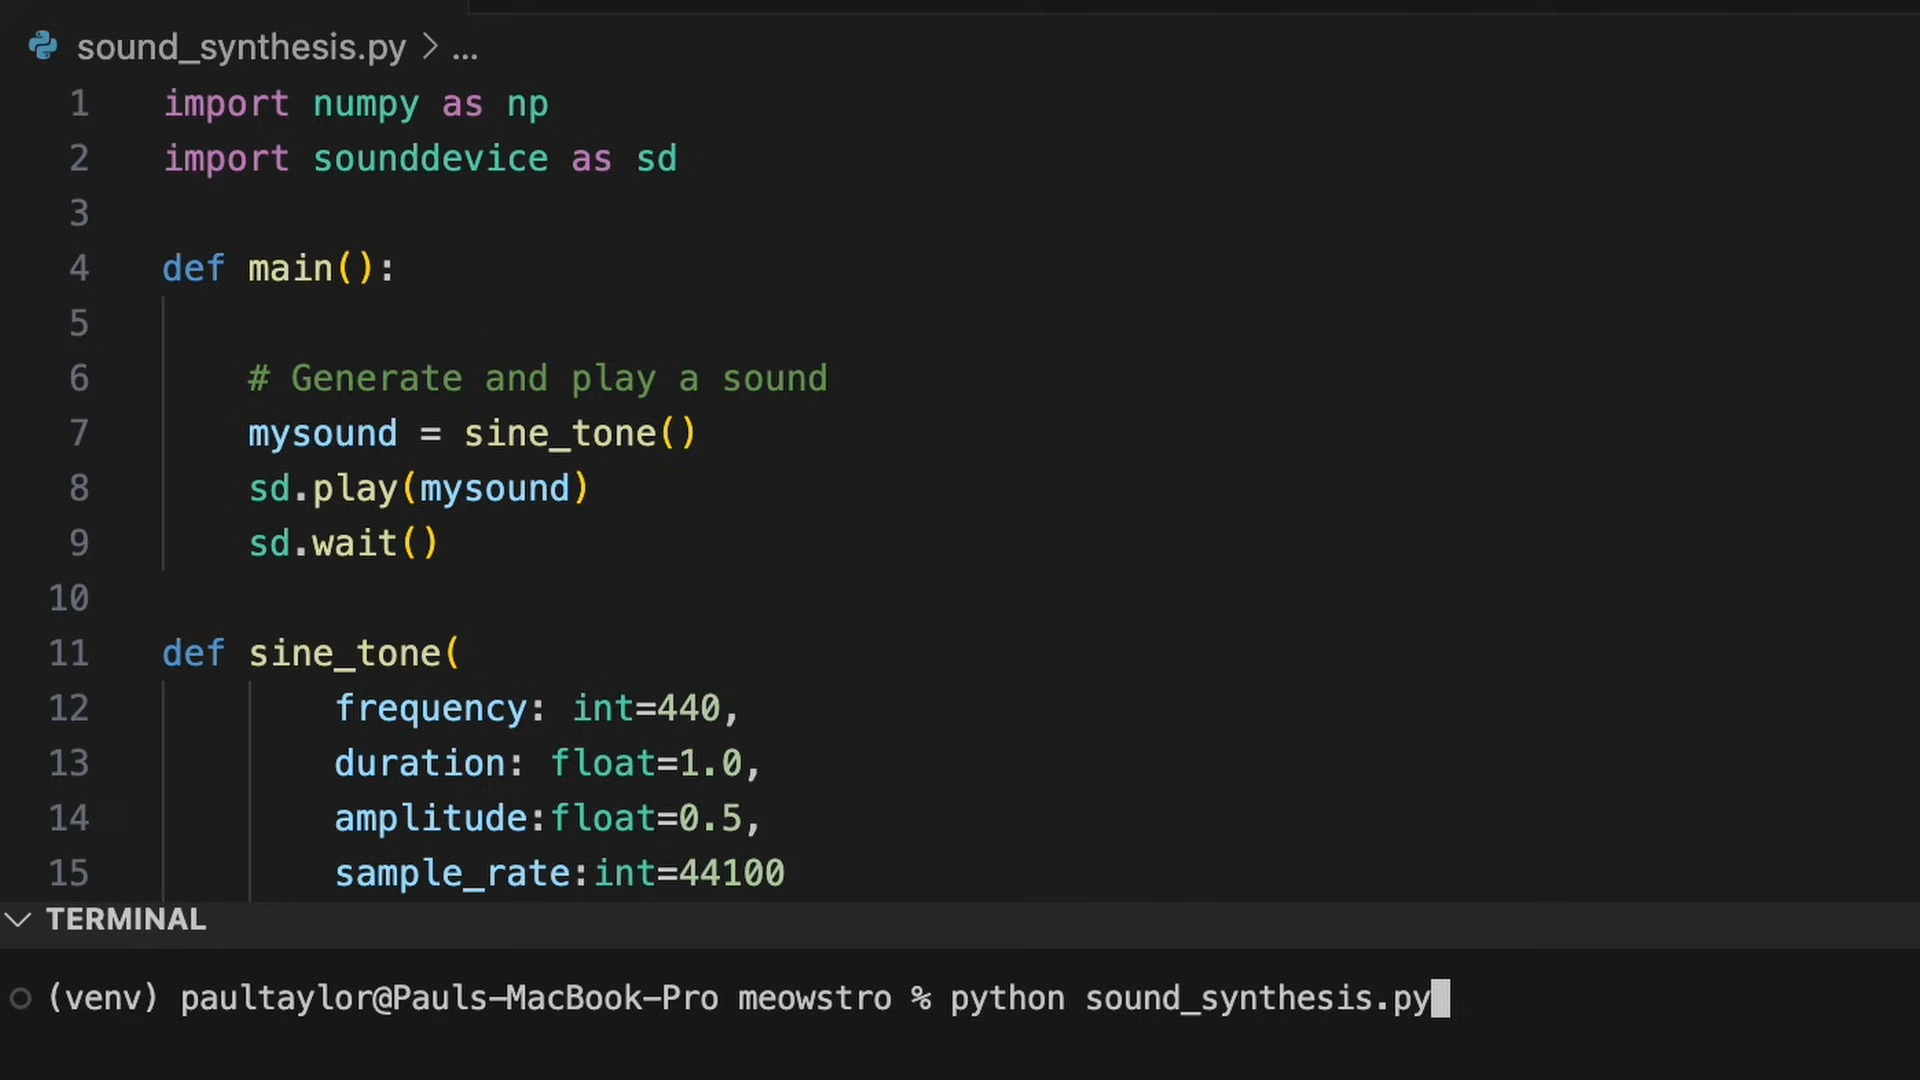 sound_synthesis.py > ...
1 import numpy as np
2 import sounddevice as sd
3
4 def main():
5
6     # Generate and play a sound
7     mysound = sine_tone()
8     sd.play(mysound)
9     sd.wait()
10
11 def sine_tone(
12         frequency: int=440,
13         duration: float=1.0,
14         amplitude:float=0.5,
15         sample_rate:int=44100
TERMINAL
(venv) paultaylor@Pauls-MacBook-Pro meowstro % python sound_synthesis.py